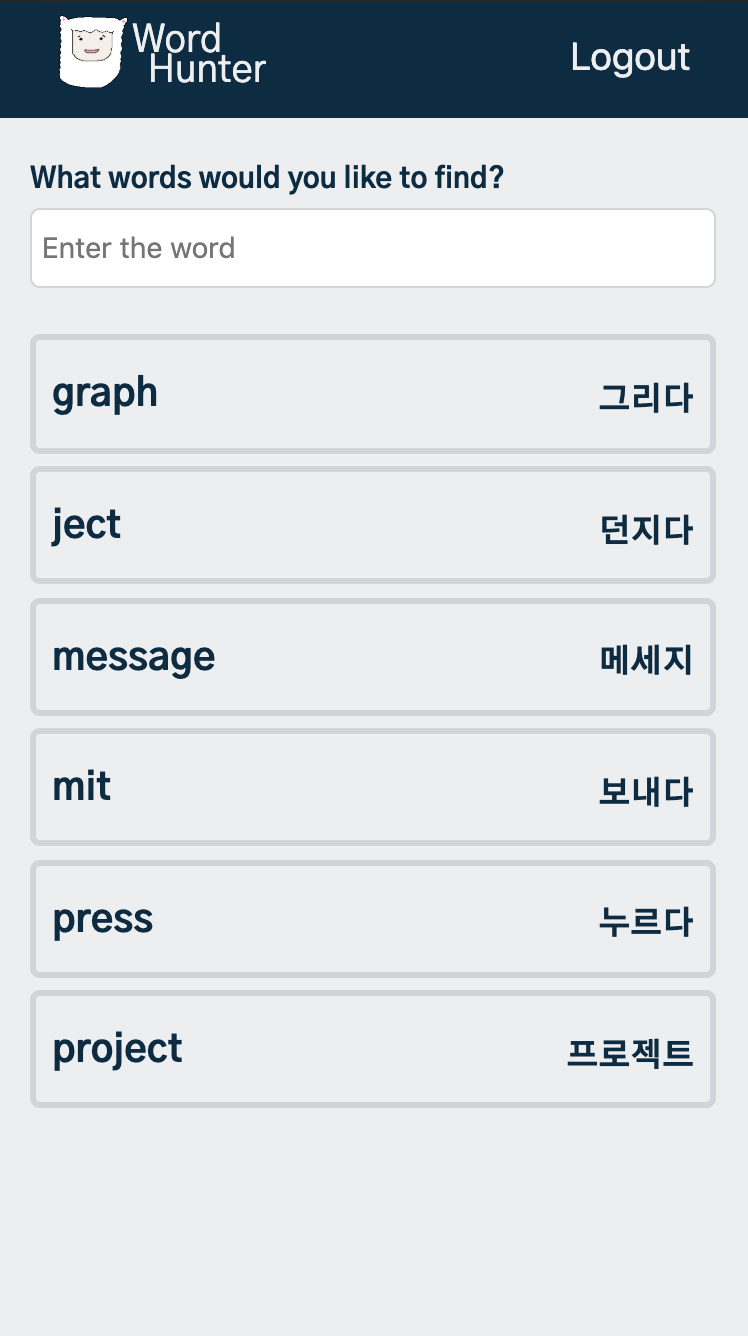 Word
Hunter
Logout
What words would you like to find?
Enter the word
graph 그리다
ject 던지다
message 메세지
mit 보내다
press 누르다
project 프로젝트